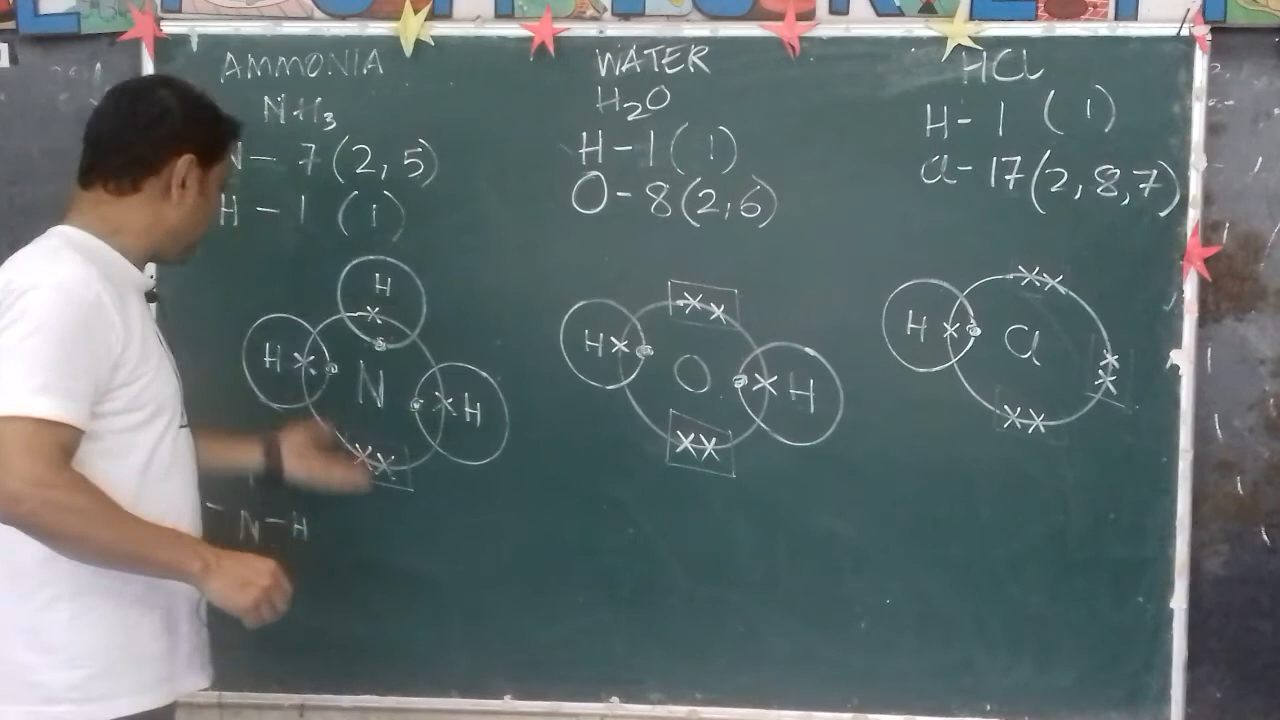 AMMONIA
NH3
N - 7 (2, 5)
H - 1 (1)
H
H
N
H
- N - H
WATER
H2O
H - 1 (1)
O - 8 (2, 6)
H
O
H
HCl
H - 1 (1)
Cl - 17 (2, 8, 7)
H
Cl